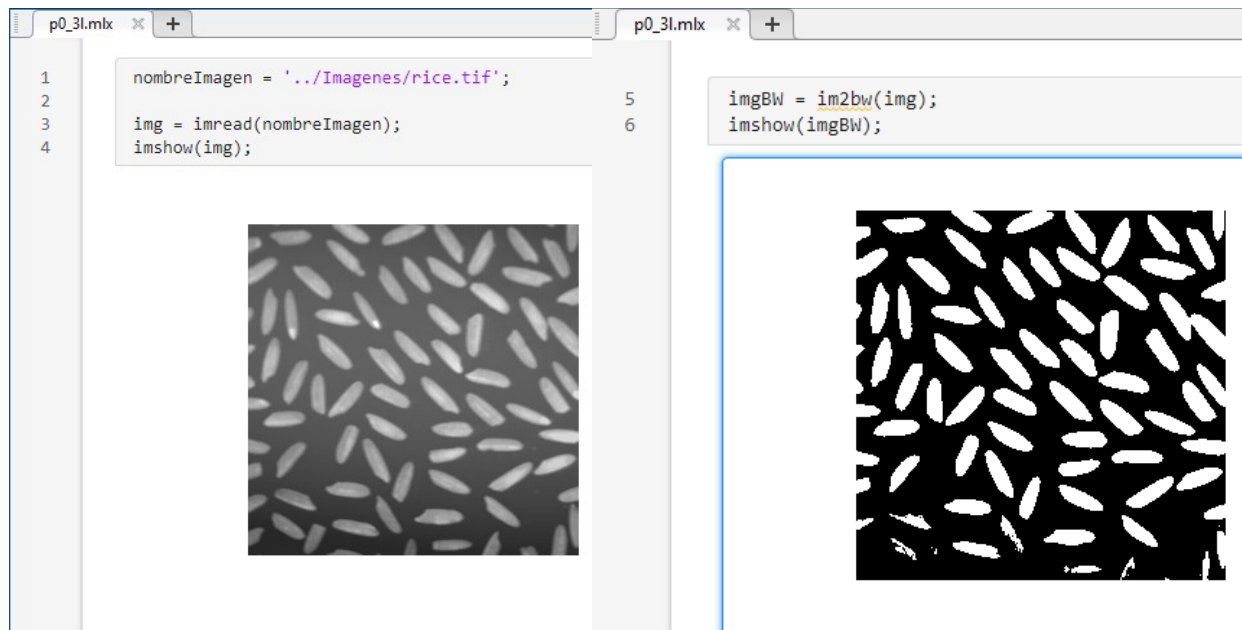 p0_3l.mlx
1 nombreImagen = '../Imagenes/rice.tif';
2
3 img = imread(nombreImagen);
4 imshow(img);
p0_3l.mlx
5 imgBW = im2bw(img);
6 imshow(imgBW);